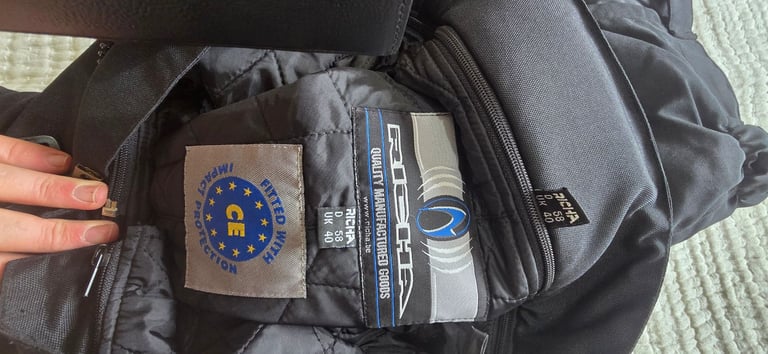 FITTED WITH
CE
IMPACT PROTECTION
RICHA
D 58
UK 40
RICHA
QUALITY MANUFACTURED GOODS
www.richa.be
RICHA
D 58
UK 40